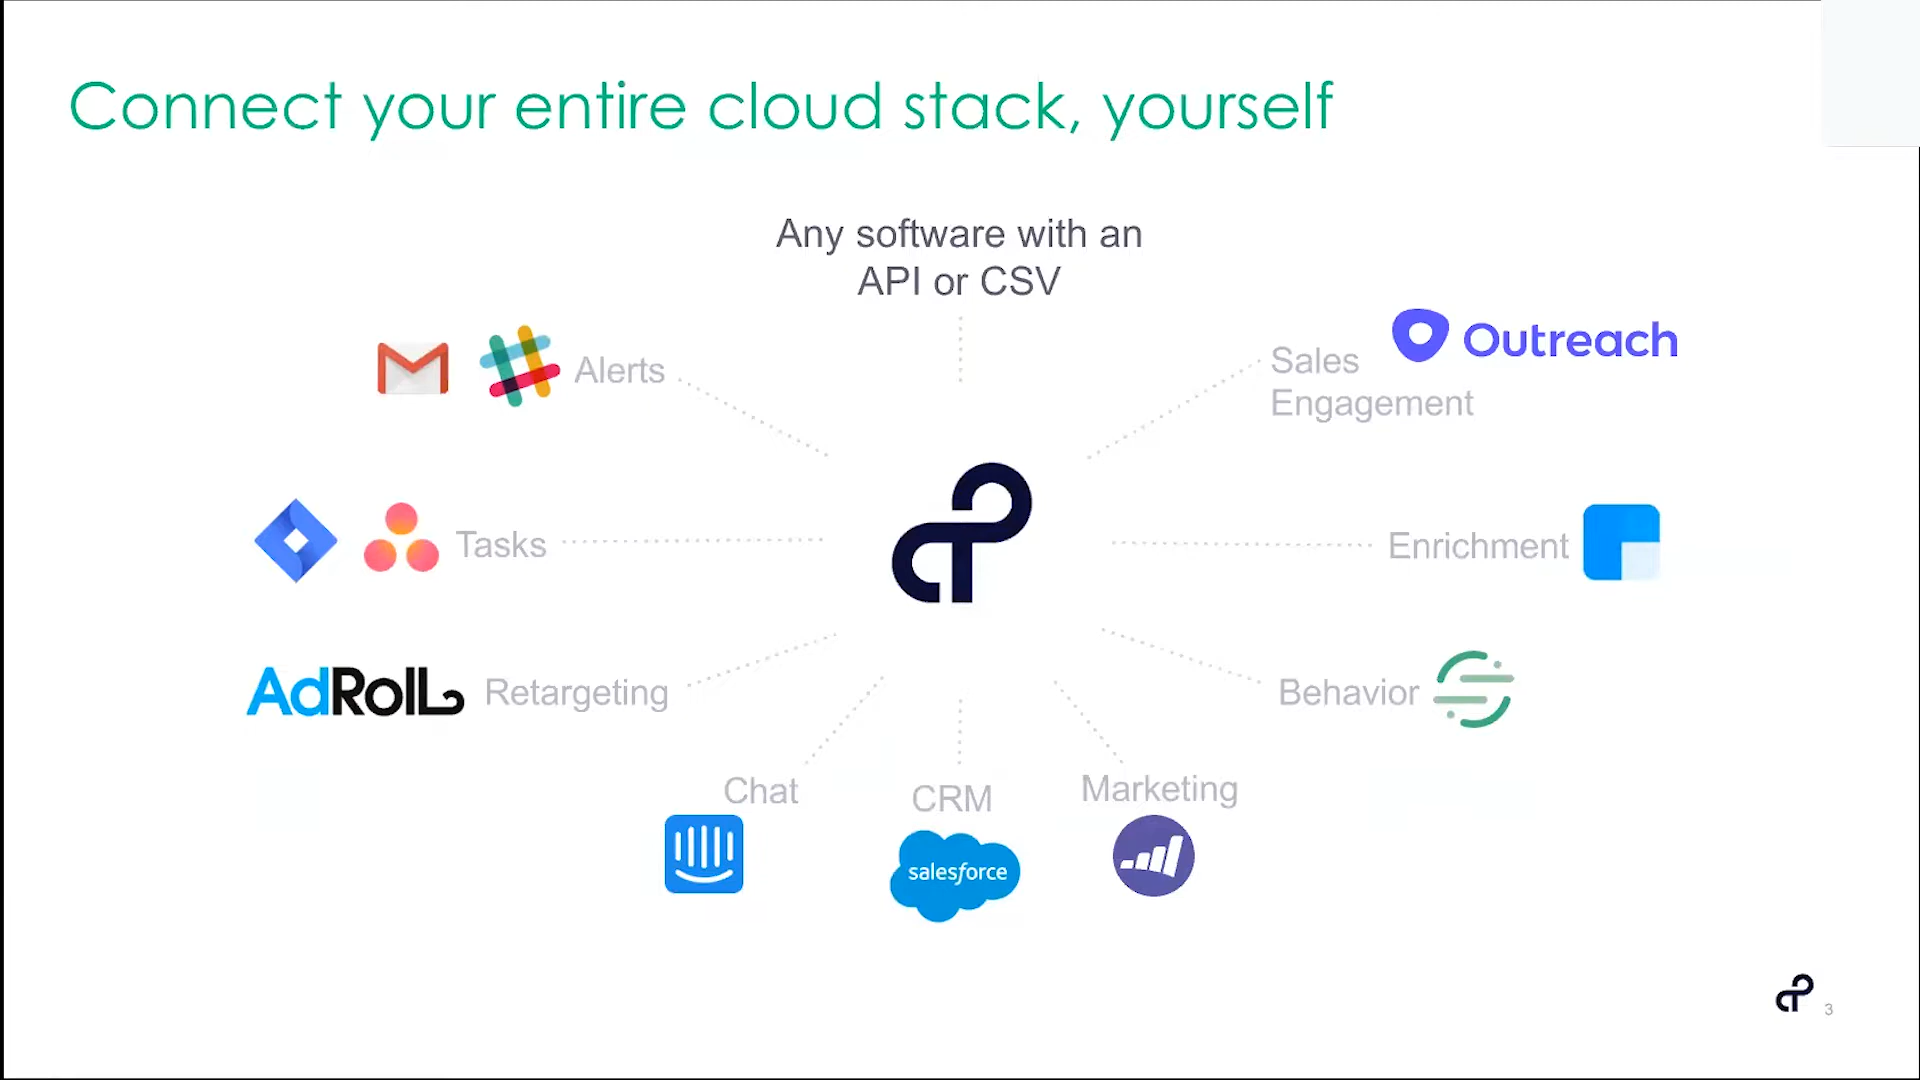 Connect your entire cloud stack, yourself
Any software with an
API or CSV
Alerts
Sales
Engagement
Outreach
Tasks
Enrichment
AdRoll
Retargeting
Behavior
Chat
CRM
Marketing
salesforce
3